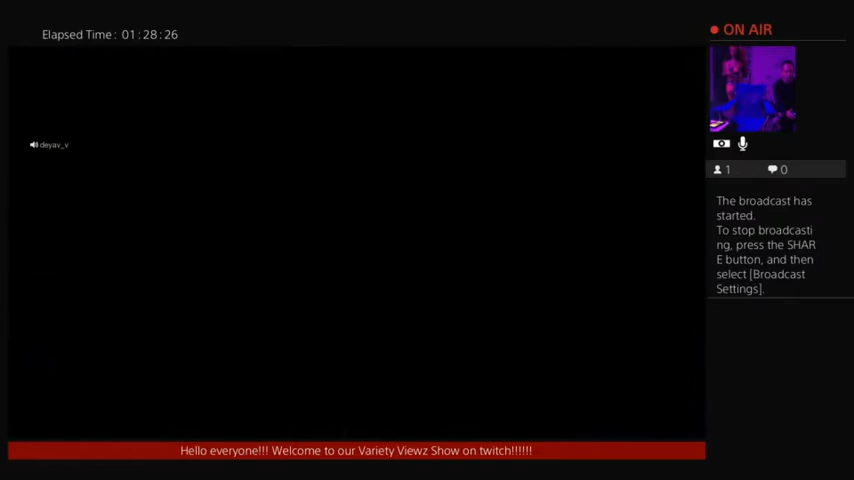 Elapsed Time: 01:28:26
ON AIR
deyav_v
1 0
The broadcast has
started.
To stop broadcasti
ng, press the SHAR
E button, and then
select [Broadcast
Settings].
Hello everyone!!! Welcome to our Variety Viewz Show on twitch!!!!!!